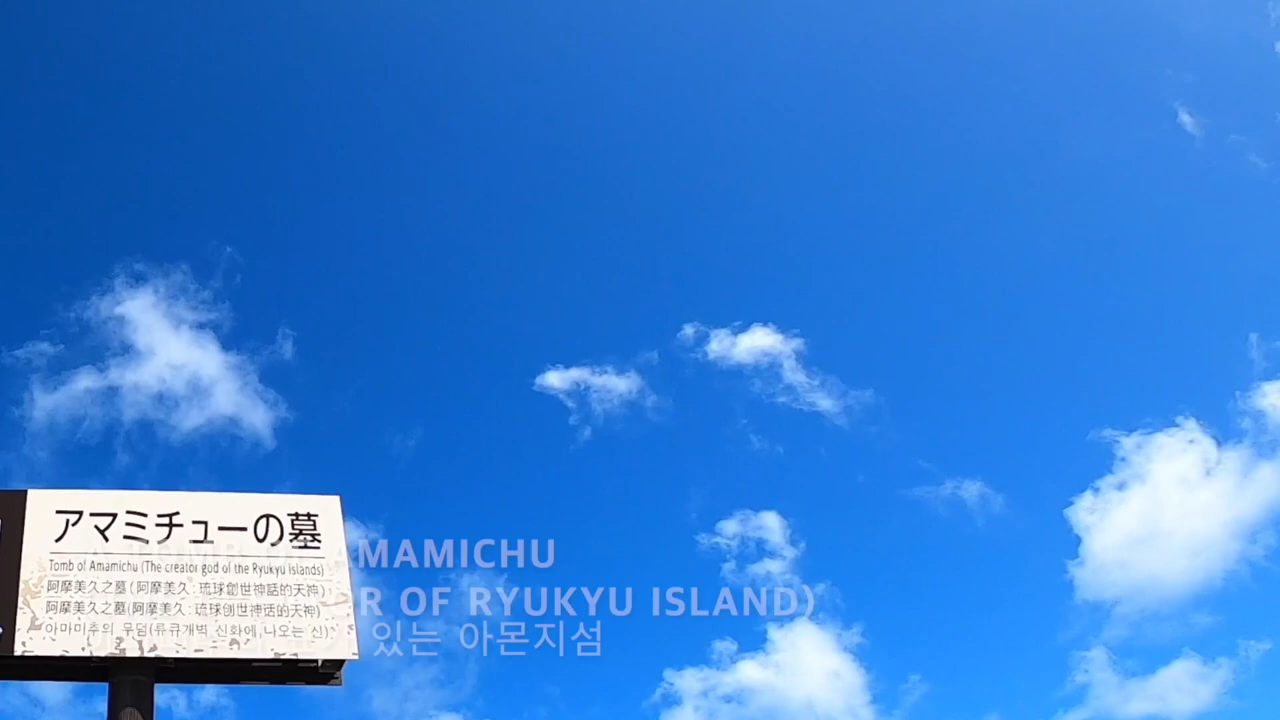 アマミチューの墓
Tomb of Amamichu (The creator god of the Ryukyu Islands)
阿摩美久之墓(阿摩美久:琉球創世神話的天神)
阿摩美久之墓(阿摩美久:琉球创世神话的天神)
아마미추의 무덤(류큐개벽 신화에 나오는 신)
AMAMICHU
OF RYUKYU ISLAND)
있는 아몬지섬